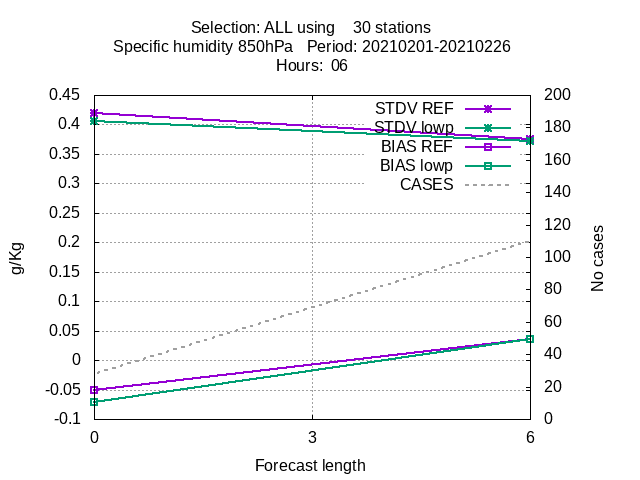 Selection: ALL using    30 stations
Specific humidity 850hPa   Period: 20210201-20210226
Hours:  06
0.45
0.4
0.35
0.3
0.25
0.2
0.15
0.1
0.05
0
-0.05
-0.1
g/Kg
STDV REF
STDV lowp
BIAS REF
BIAS lowp
CASES
200
180
160
140
120
100
80
60
40
20
0
No cases
0
3
6
Forecast length